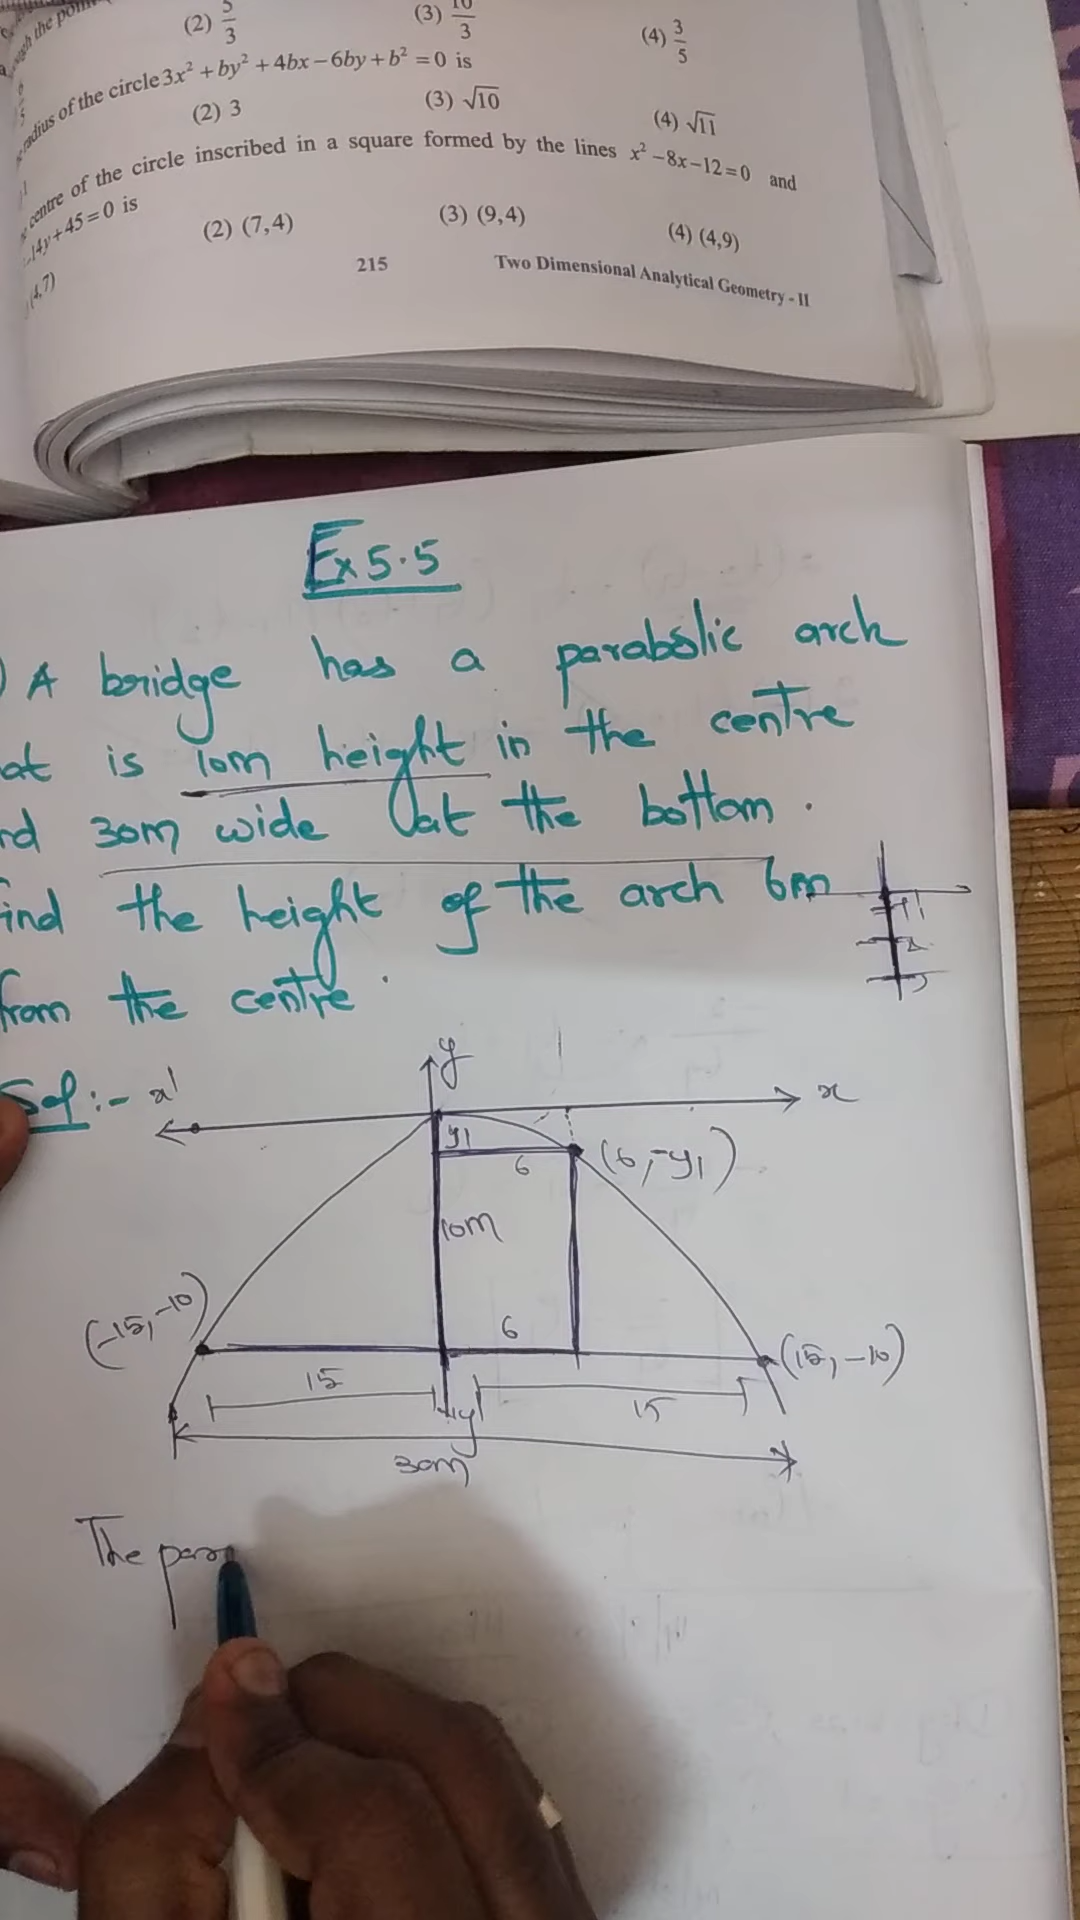 (2) 5/3 (3) 10/3 (4) 3/5
radius of the circle 3x² + by² + 4bx − 6by + b² = 0 is
(2) 3 (3) √10 (4) √11
centre of the circle inscribed in a square formed by the lines x² − 8x − 12 = 0 and
14y + 45 = 0 is
(4,7) (2) (7,4) (3) (9,4) (4) (4,9)
215 Two Dimensional Analytical Geometry - II
Ex 5.5
) A bridge has a parabolic arch
at is 10m height in the centre
nd 30m wide at the bottom.
ind the height of the arch 6m
from the centre.
Sol :-
x' y x
y1 6 (6, -y1)
10m
(-15, -10) 6 (15, -10)
15 15
30m
The par